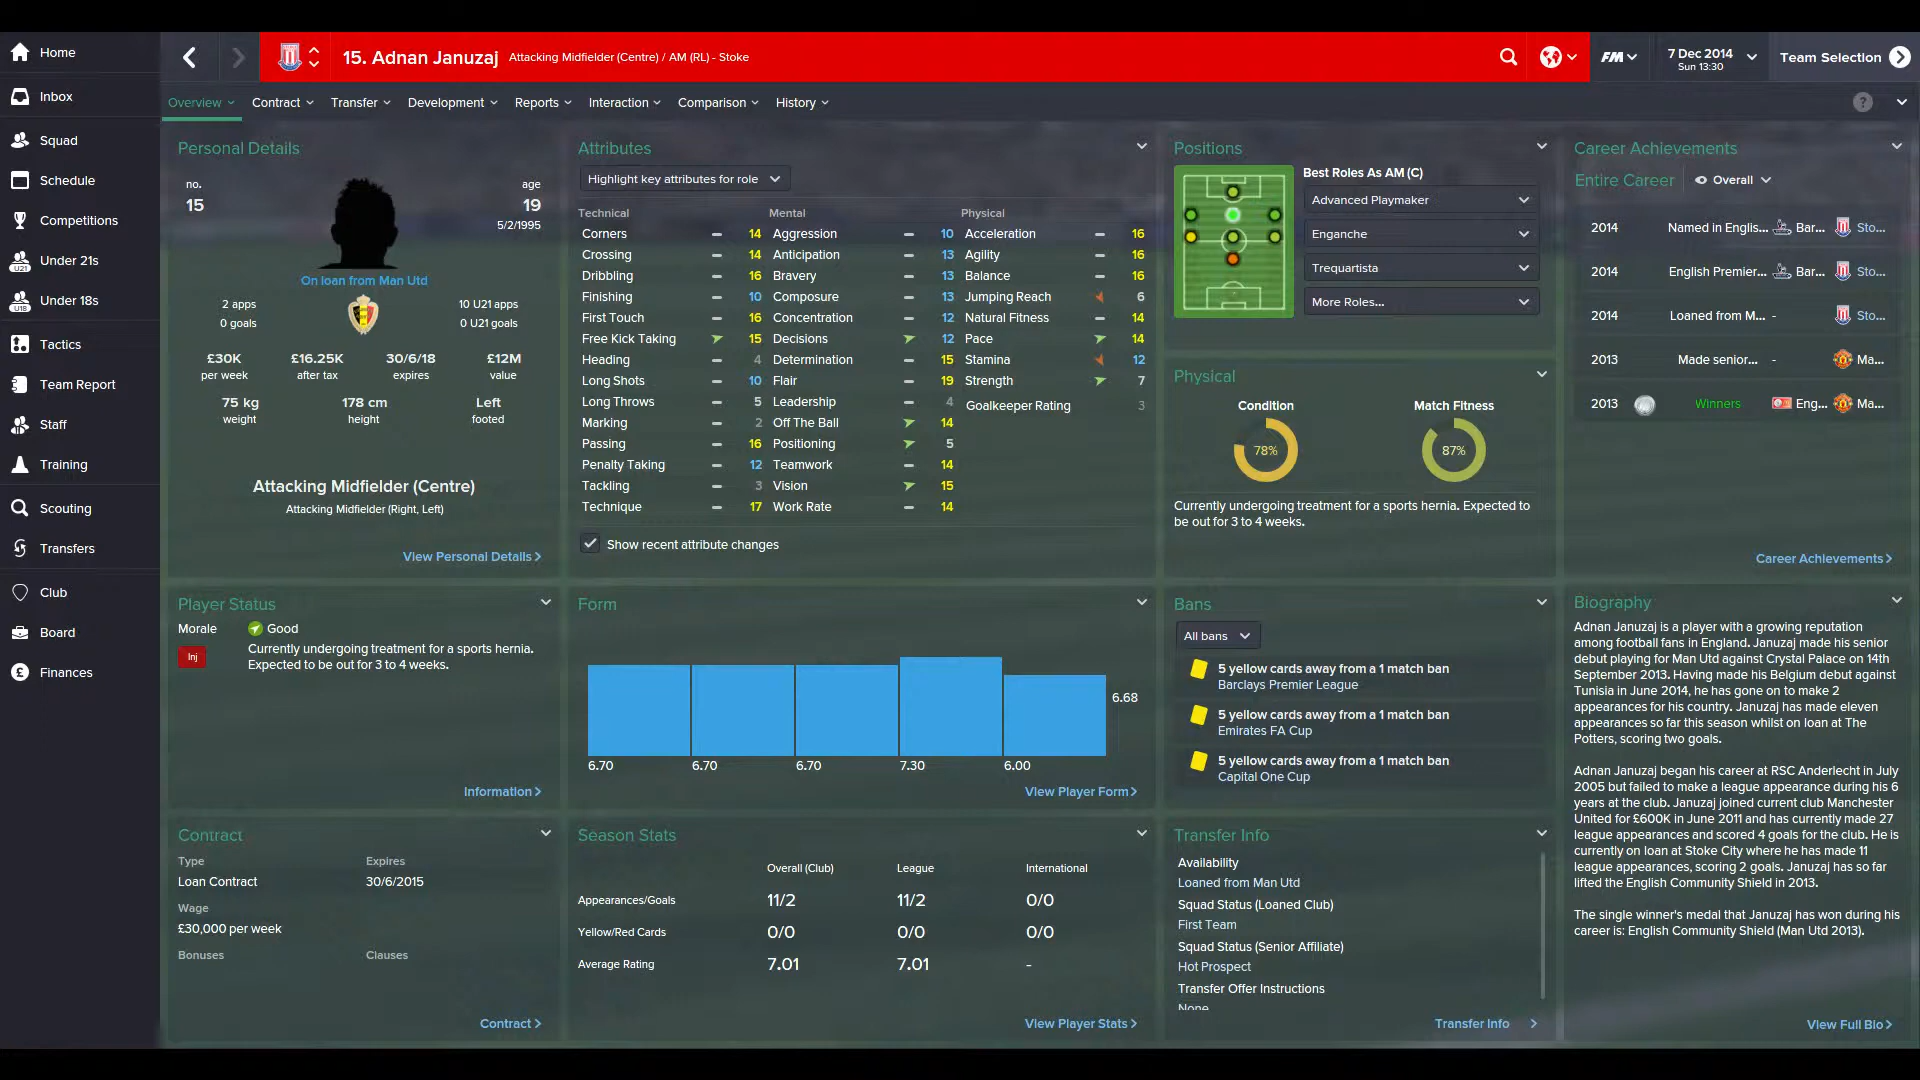 Home
Inbox
Squad
Schedule
Competitions
Under 21s
Under 18s
Tactics
Team Report
Staff
Training
Scouting
Transfers
Club
Board
Finances
15. Adnan Januzaj Attacking Midfielder (Centre) / AM (RL) - Stoke
FM
7 Dec 2014
Sun 13:30
Team Selection
Overview Contract Transfer Development Reports Interaction Comparison History
Personal Details
no.
15
age
19
5/2/1995
On loan from Man Utd
2 apps
0 goals
10 U21 apps
0 U21 goals
£30K per week
£16.25K after tax
30/6/18 expires
£12M value
75 kg weight
178 cm height
Left footed
Attacking Midfielder (Centre)
Attacking Midfielder (Right, Left)
View Personal Details
Attributes
Highlight key attributes for role
Technical Mental Physical
Corners 14 Aggression 10 Acceleration 16
Crossing 14 Anticipation 13 Agility 16
Dribbling 16 Bravery 13 Balance 16
Finishing 10 Composure 13 Jumping Reach 6
First Touch 16 Concentration 12 Natural Fitness 14
Free Kick Taking 15 Decisions 12 Pace 14
Heading 4 Determination 15 Stamina 12
Long Shots 10 Flair 19 Strength 7
Long Throws 5 Leadership 4 Goalkeeper Rating 3
Marking 2 Off The Ball 14
Passing 16 Positioning 5
Penalty Taking 12 Teamwork 14
Tackling 3 Vision 15
Technique 17 Work Rate 14
Show recent attribute changes
Positions
Best Roles As AM (C)
Advanced Playmaker
Enganche
Trequartista
More Roles...
Physical
Condition Match Fitness
78% 87%
Currently undergoing treatment for a sports hernia. Expected to
be out for 3 to 4 weeks.
Career Achievements
Entire Career Overall
2014 Named in Englis... Bar... Sto...
2014 English Premier... Bar... Sto...
2014 Loaned from M... - Sto...
2013 Made senior... - Ma...
2013 Winners Eng... Ma...
Career Achievements
Player Status
Morale Good
Inj
Currently undergoing treatment for a sports hernia.
Expected to be out for 3 to 4 weeks.
Information
Form
6.68
6.70 6.70 6.70 7.30 6.00
View Player Form
Bans
All bans
5 yellow cards away from a 1 match ban
Barclays Premier League
5 yellow cards away from a 1 match ban
Emirates FA Cup
5 yellow cards away from a 1 match ban
Capital One Cup
Biography
Adnan Januzaj is a player with a growing reputation
among football fans in England. Januzaj made his senior
debut playing for Man Utd against Crystal Palace on 14th
September 2013. Having made his Belgium debut against
Tunisia in June 2014, he has gone on to make 2
appearances for his country. Januzaj has made eleven
appearances so far this season whilst on loan at The
Potters, scoring two goals.
Adnan Januzaj began his career at RSC Anderlecht in July
2005 but failed to make a league appearance during his 6
years at the club. Januzaj joined current club Manchester
United for £600K in June 2011 and has currently made 27
league appearances and scored 4 goals for the club. He is
currently on loan at Stoke City where he has made 11
league appearances, scoring 2 goals. Januzaj has so far
lifted the English Community Shield in 2013.
The single winner's medal that Januzaj has won during his
career is: English Community Shield (Man Utd 2013).
View Full Bio
Contract
Type Expires
Loan Contract 30/6/2015
Wage
£30,000 per week
Bonuses Clauses
Contract
Season Stats
Overall (Club) League International
Appearances/Goals 11/2 11/2 0/0
Yellow/Red Cards 0/0 0/0 0/0
Average Rating 7.01 7.01 -
View Player Stats
Transfer Info
Availability
Loaned from Man Utd
Squad Status (Loaned Club)
First Team
Squad Status (Senior Affiliate)
Hot Prospect
Transfer Offer Instructions
None
Transfer Info